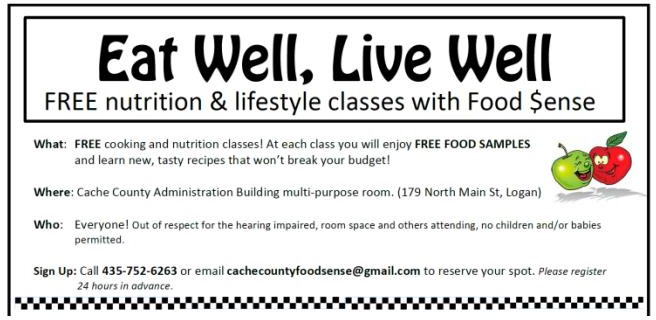 Eat Well, Live Well
FREE nutrition & lifestyle classes with Food $ense
What: FREE cooking and nutrition classes! At each class you will enjoy FREE FOOD SAMPLES
and learn new, tasty recipes that won't break your budget!
Where: Cache County Administration Building multi-purpose room. (179 North Main St, Logan)
Who: Everyone! Out of respect for the hearing impaired, room space and others attending, no children and/or babies
permitted.
Sign Up: Call 435-752-6263 or email cachecountyfoodsense@gmail.com to reserve your spot. Please register
24 hours in advance.